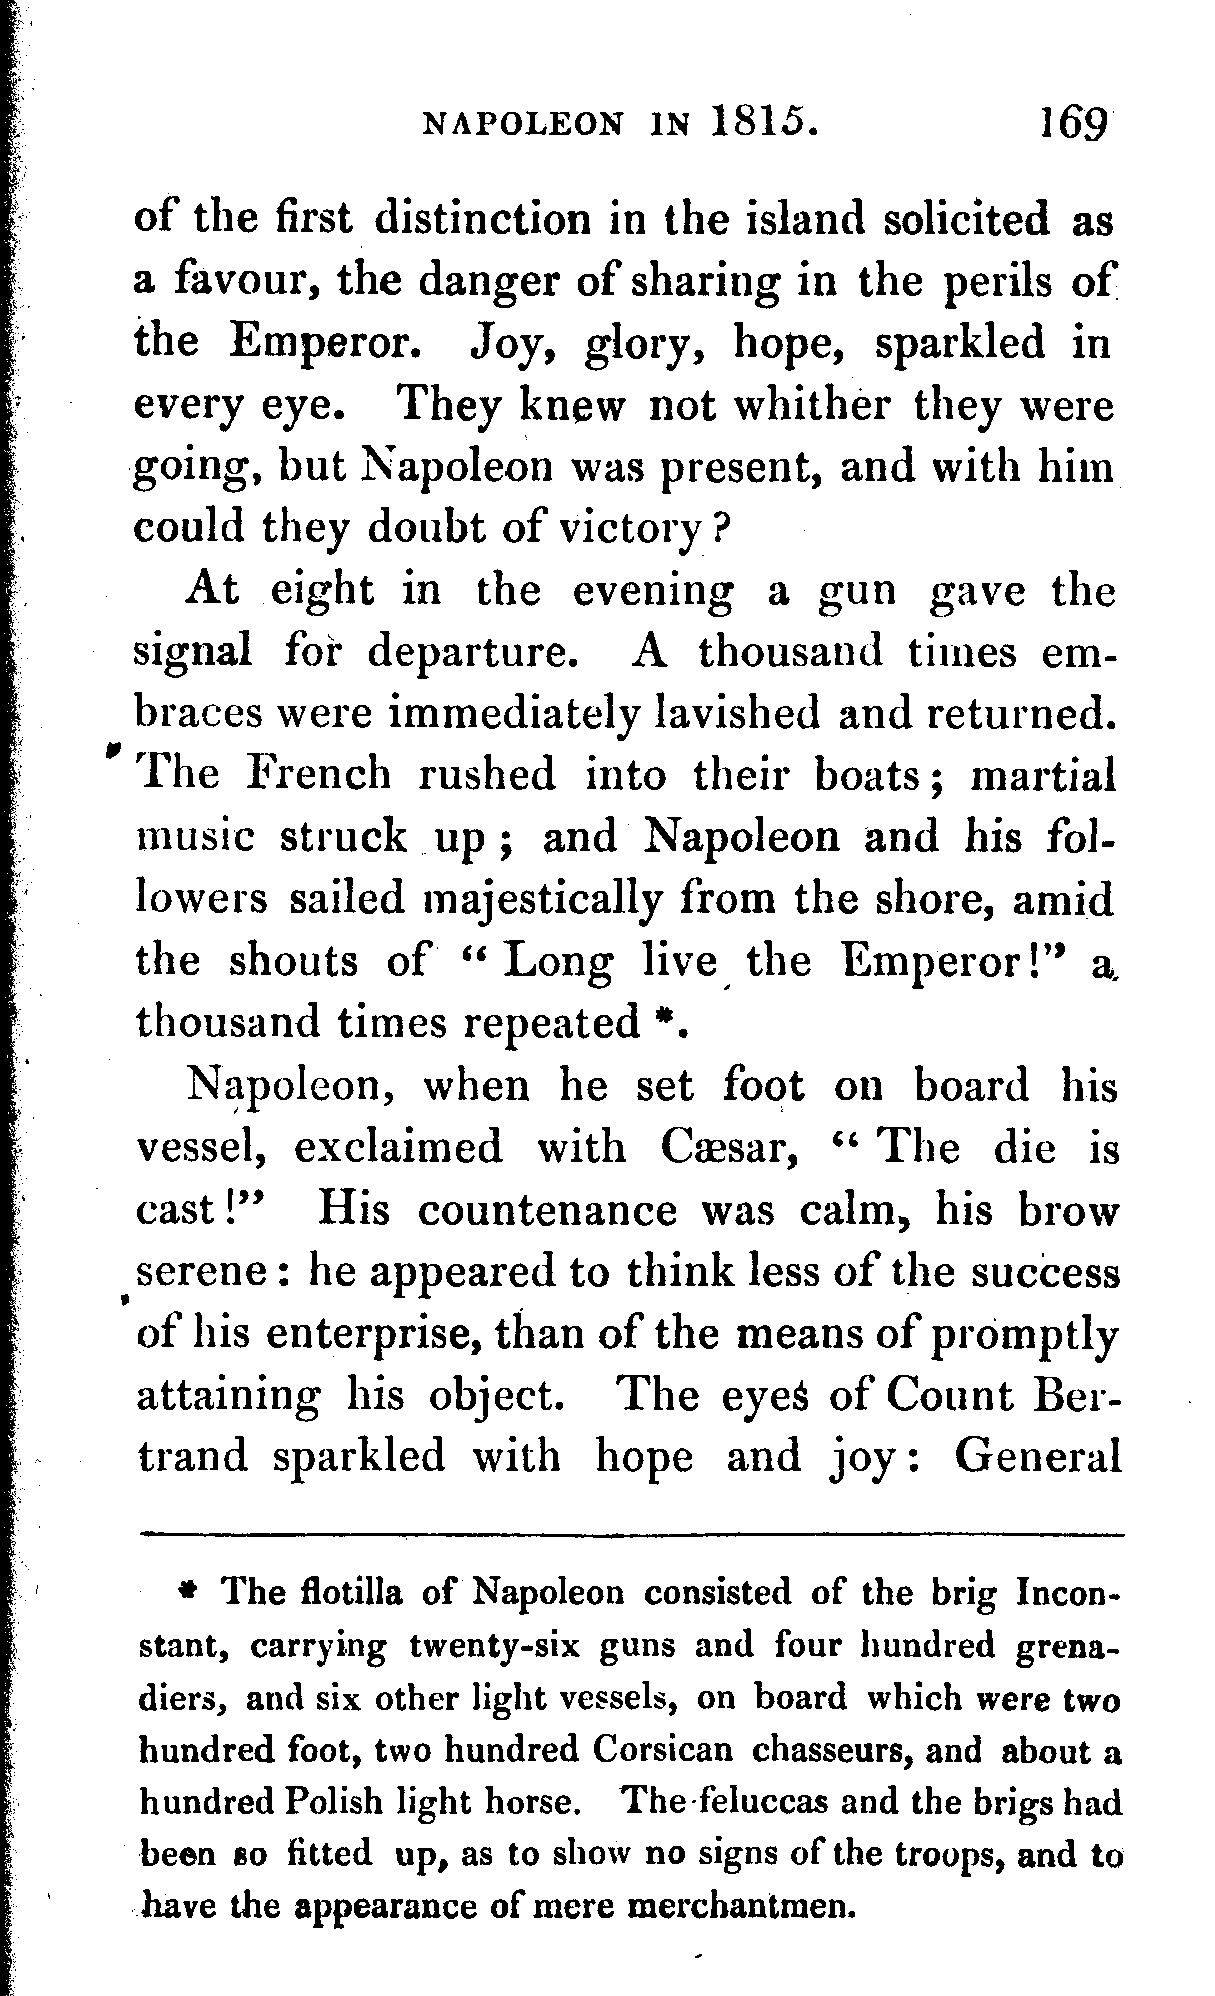 NAPOLEON IN 1815. 169
of the first distinction in the island solicited as
a favour, the danger of sharing in the perils of
the Emperor. Joy, glory, hope, sparkled in
every eye. They knew not whither they were
going, but Napoleon was present, and with him
could they doubt of victory?
At eight in the evening a gun gave the
signal for departure. A thousand times em-
braces were immediately lavished and returned.
The French rushed into their boats; martial
music struck up; and Napoleon and his fol-
lowers sailed majestically from the shore, amid
the shouts of "Long live the Emperor!" a
thousand times repeated *.
Napoleon, when he set foot on board his
vessel, exclaimed with Cæsar, "The die is
cast!" His countenance was calm, his brow
serene: he appeared to think less of the success
of his enterprise, than of the means of promptly
attaining his object. The eyes of Count Ber-
trand sparkled with hope and joy: General
* The flotilla of Napoleon consisted of the brig Incon-
stant, carrying twenty-six guns and four hundred grena-
diers, and six other light vessels, on board which were two
hundred foot, two hundred Corsican chasseurs, and about a
hundred Polish light horse. The feluccas and the brigs had
been so fitted up, as to show no signs of the troops, and to
have the appearance of mere merchantmen.